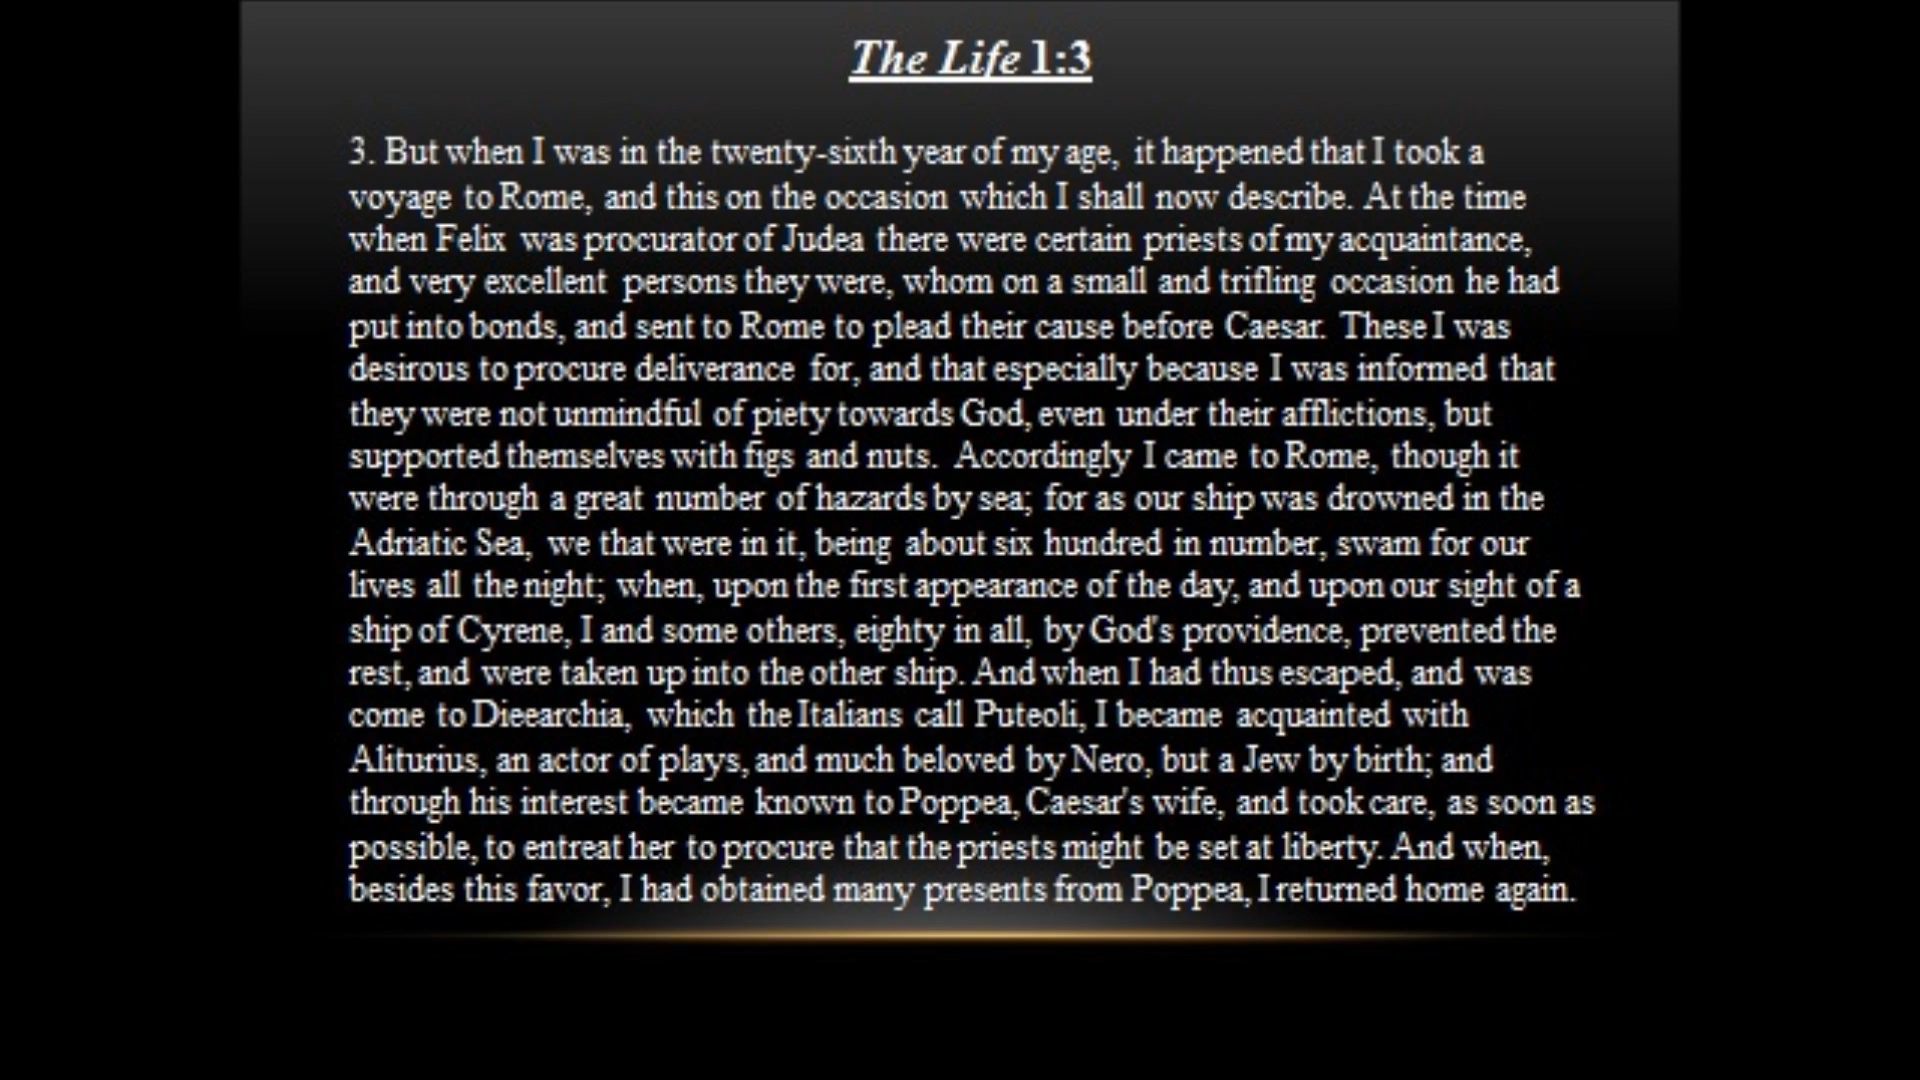 The Life 1:3
3. But when I was in the twenty-sixth year of my age, it happened that I took a
voyage to Rome, and this on the occasion which I shall now describe. At the time
when Felix was procurator of Judea there were certain priests of my acquaintance,
and very excellent persons they were, whom on a small and trifling occasion he had
put into bonds, and sent to Rome to plead their cause before Caesar. These I was
desirous to procure deliverance for, and that especially because I was informed that
they were not unmindful of piety towards God, even under their afflictions, but
supported themselves with figs and nuts. Accordingly I came to Rome, though it
were through a great number of hazards by sea; for as our ship was drowned in the
Adriatic Sea, we that were in it, being about six hundred in number, swam for our
lives all the night; when, upon the first appearance of the day, and upon our sight of a
ship of Cyrene, I and some others, eighty in all, by God's providence, prevented the
rest, and were taken up into the other ship. And when I had thus escaped, and was
come to Dieearchia, which the Italians call Puteoli, I became acquainted with
Aliturius, an actor of plays, and much beloved by Nero, but a Jew by birth; and
through his interest became known to Poppea, Caesar's wife, and took care, as soon as
possible, to entreat her to procure that the priests might be set at liberty. And when,
besides this favor, I had obtained many presents from Poppea, I returned home again.